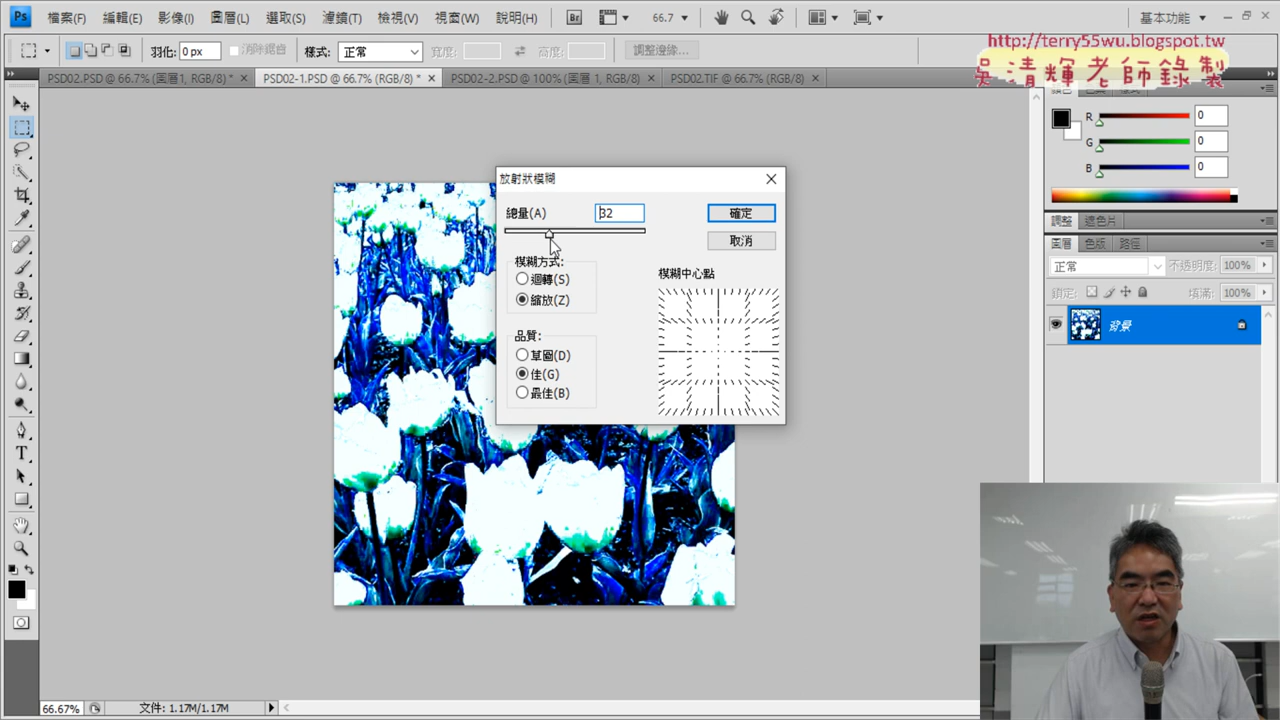 Ps 檔案(F) 編輯(E) 影像(I) 圖層(L) 選取(S) 濾鏡(T) 檢視(V) 視窗(W) 說明(H) Br 66.7 基本功能
羽化: 0 px 消除鋸齒 樣式: 正常 寬度: 高度: 調整邊緣...
http://terry55wu.blogspot.tw
吳清輝老師錄製
PSD02.PSD @ 66.7% (圖層 1, RGB/8) * PSD02-1.PSD @ 66.7% (RGB/8) * PSD02-2.PSD @ 100% (圖層 1, RGB/8) PSD02.TIF @ 66.7% (RGB/8)
R 0
G 0
B 0
放射狀模糊
總量(A) 32 確定
取消
模糊方式:
迴轉(S)
縮放(Z)
模糊中心點
品質:
草圖(D)
佳(G)
最佳(B)
調整 遮色片
圖層 色版 路徑
正常 不透明度: 100%
鎖定: 填滿: 100%
背景
66.67% 文件: 1.17M/1.17M